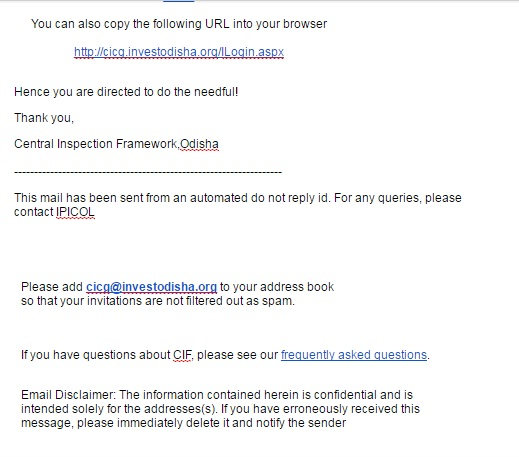 You can also copy the following URL into your browser
http://cicg.investodisha.org/ILogin.aspx
Hence you are directed to do the needful!
Thank you,
Central Inspection Framework,Odisha
-------------------------------------------------------------------
This mail has been sent from an automated do not reply id. For any queries, please
contact IPICOL
Please add cicg@investodisha.org to your address book
so that your invitations are not filtered out as spam.
If you have questions about CIF, please see our frequently asked questions.
Email Disclaimer: The information contained herein is confidential and is
intended solely for the addresses(s). If you have erroneously received this
message, please immediately delete it and notify the sender